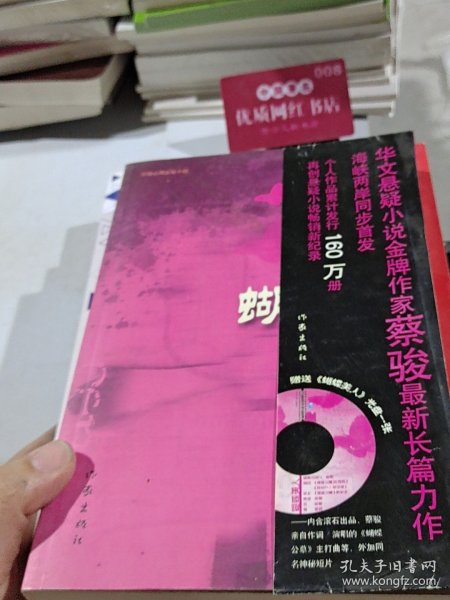 008
优质网红书店
华文悬疑小说金牌作家蔡骏最新长篇力作
海峡两岸同步首发
个人作品累计发行160万册
再创悬疑小说畅销新纪录
蝴
作家出版社
赠送《蝴蝶美人》光盘一张
——内含滚石出品、蔡骏
亲自作词/演唱的《蝴蝶
公墓》主打曲等,外加同
名神秘短片
作家出版社
孔夫子旧书网
www.kongfz.com